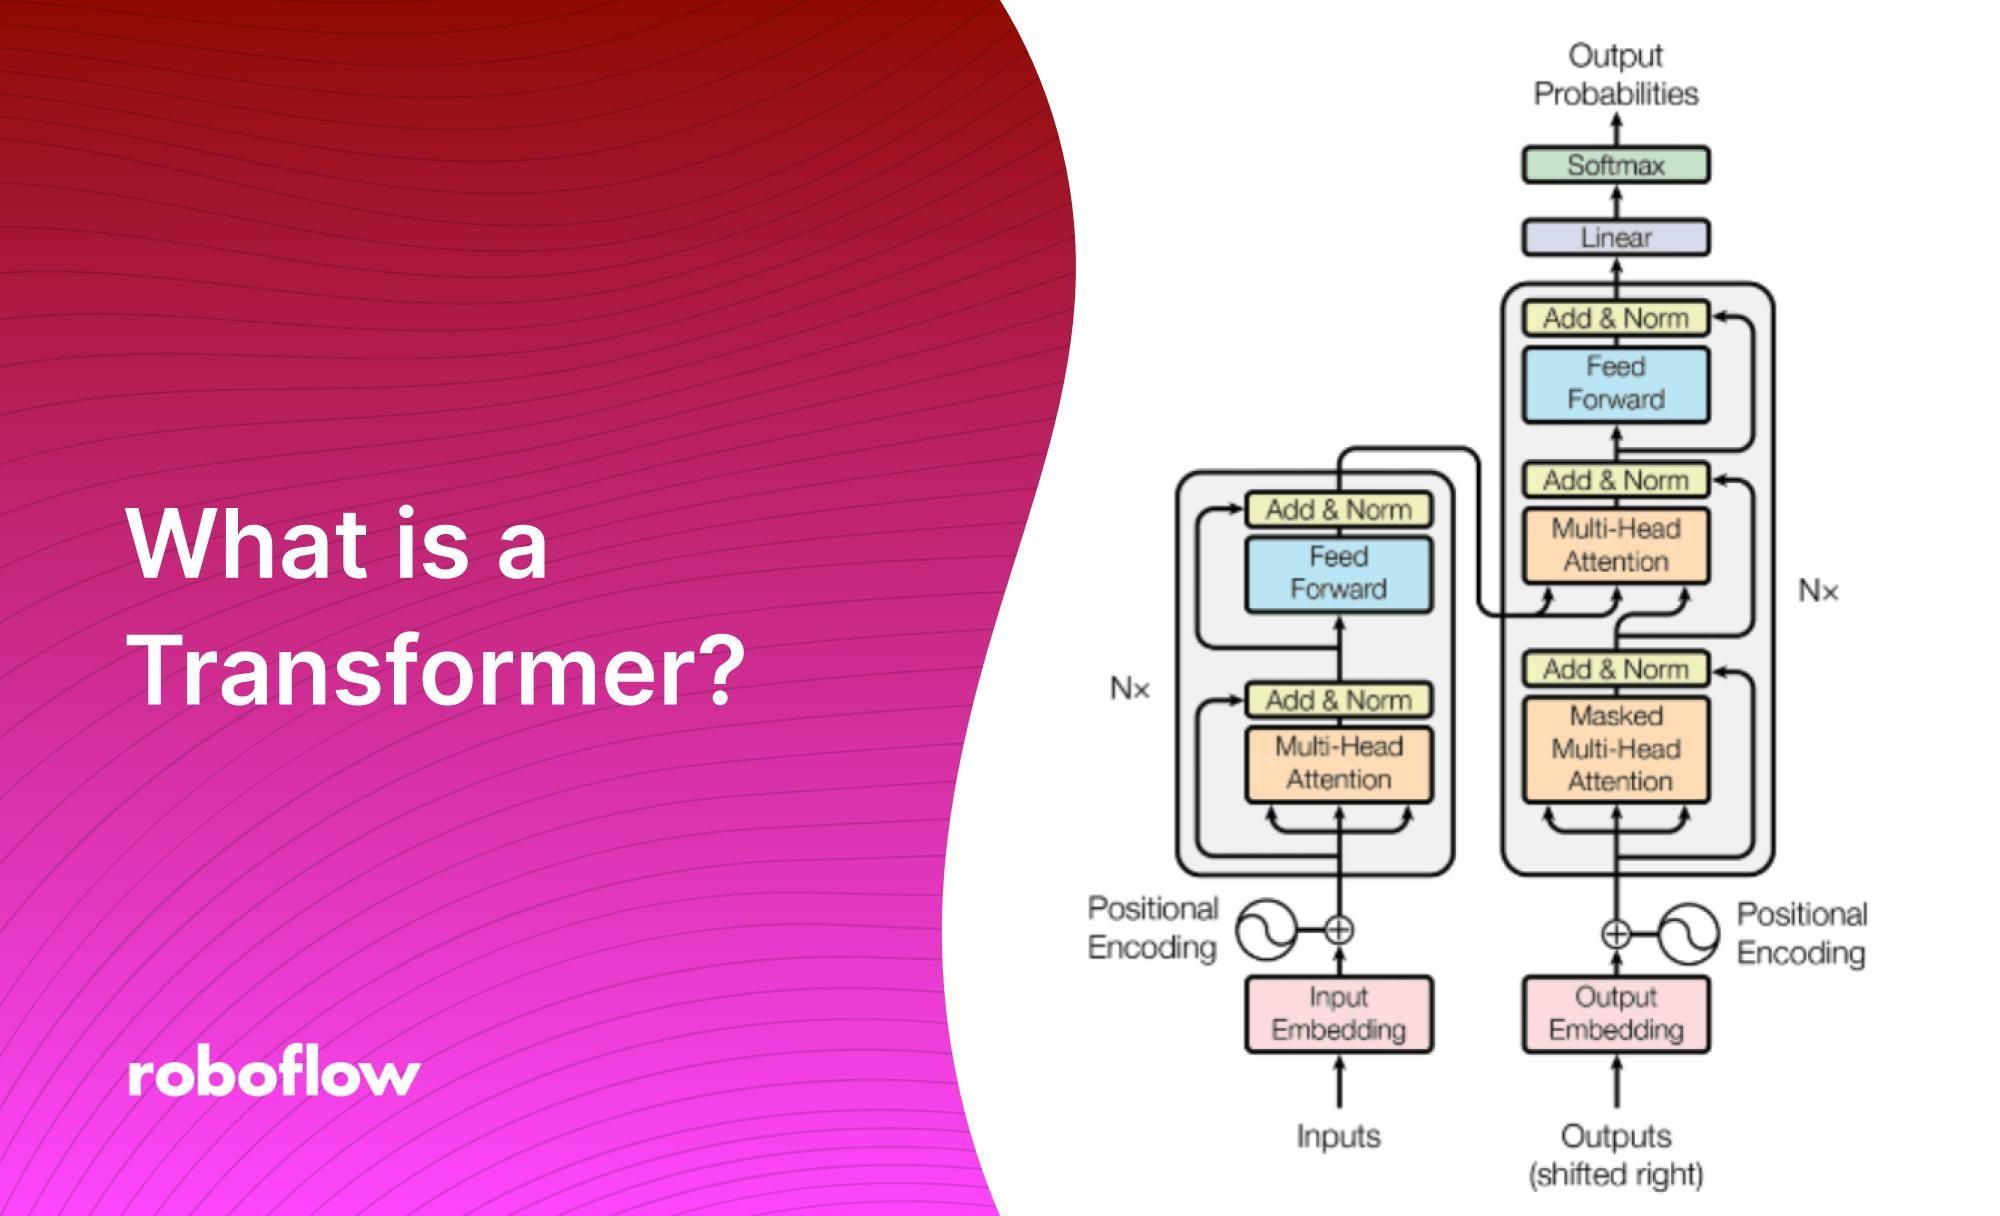 What is a
Transformer?
roboflow
Output
Probabilities
Softmax
Linear
Add & Norm
Feed
Forward
Add & Norm
Multi-Head
Attention
Nx
Add & Norm
Masked
Multi-Head
Attention
Add & Norm
Feed
Forward
Nx
Add & Norm
Multi-Head
Attention
Positional
Encoding
Positional
Encoding
Input
Embedding
Output
Embedding
Inputs
Outputs
(shifted right)